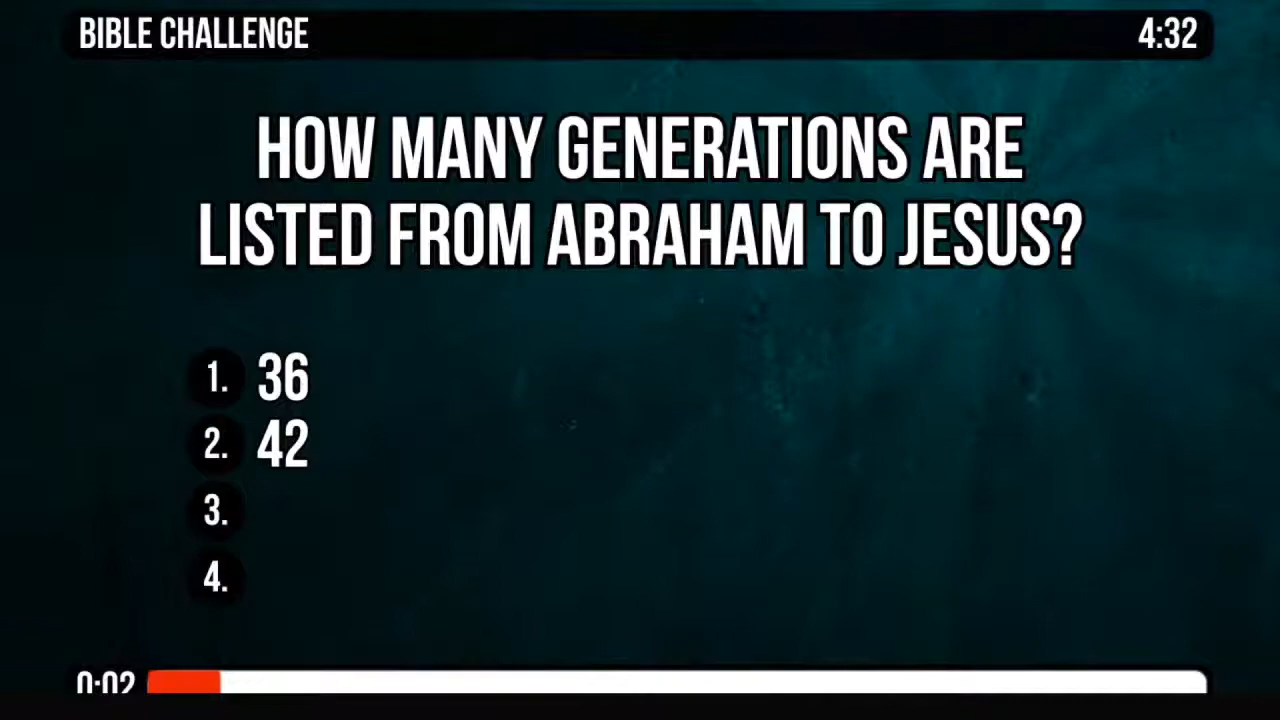 BIBLE CHALLENGE 4:32
HOW MANY GENERATIONS ARE
LISTED FROM ABRAHAM TO JESUS?
1. 36
2. 42
3.
4.
0:02